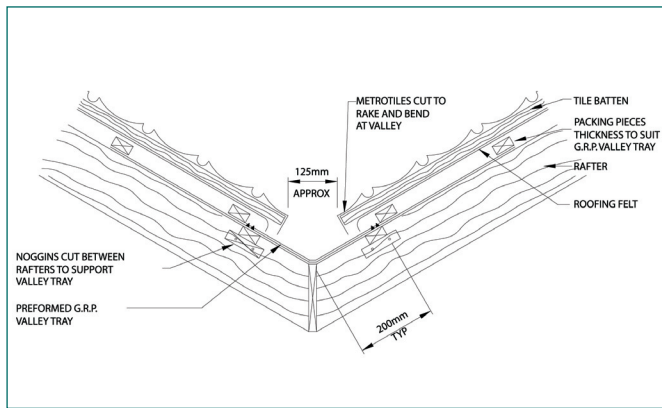 METROTILES CUT TO
RAKE AND BEND
AT VALLEY
TILE BATTEN
PACKING PIECES
THICKNESS TO SUIT
G.R.P. VALLEY TRAY
RAFTER
ROOFING FELT
125mm
APPROX
NOGGINS CUT BETWEEN
RAFTERS TO SUPPORT
VALLEY TRAY
PREFORMED G.R.P.
VALLEY TRAY
200mm
TYP